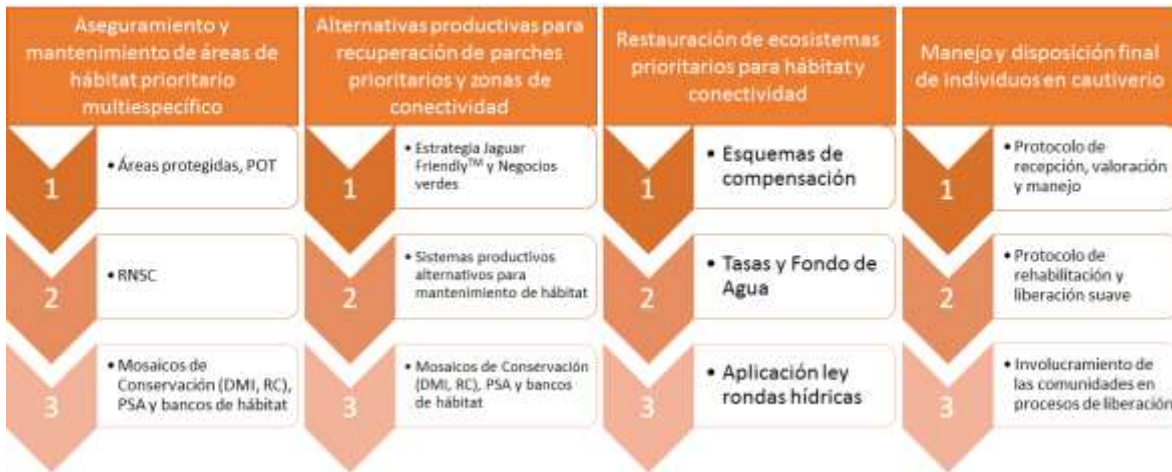 Aseguramiento y
mantenimiento de áreas de
hábitat prioritario
multiespecífico
1
• Áreas protegidas, POT
2
• RNSC
3
• Mosaicos de
Conservación (DMI, RC),
PSA y bancos de hábitat
Alternativas productivas para
recuperación de parches
prioritarios y zonas de
conectividad
1
• Estrategia Jaguar
Friendly™ y Negocios
verdes
2
• Sistemas productivos
alternativos para
mantenimiento de hábitat
3
• Mosaicos de Conservación
(DMI, RC), PSA y bancos
de hábitat
Restauración de ecosistemas
prioritarios para hábitat y
conectividad
1
• Esquemas de
compensación
2
• Tasas y Fondo de
Agua
3
• Aplicación ley
rondas hídricas
Manejo y disposición final
de individuos en cautiverio
1
• Protocolo de
recepción, valoración
y manejo
2
• Protocolo de
rehabilitación y
liberación suave
3
• Involucramiento de
las comunidades en
procesos de liberación